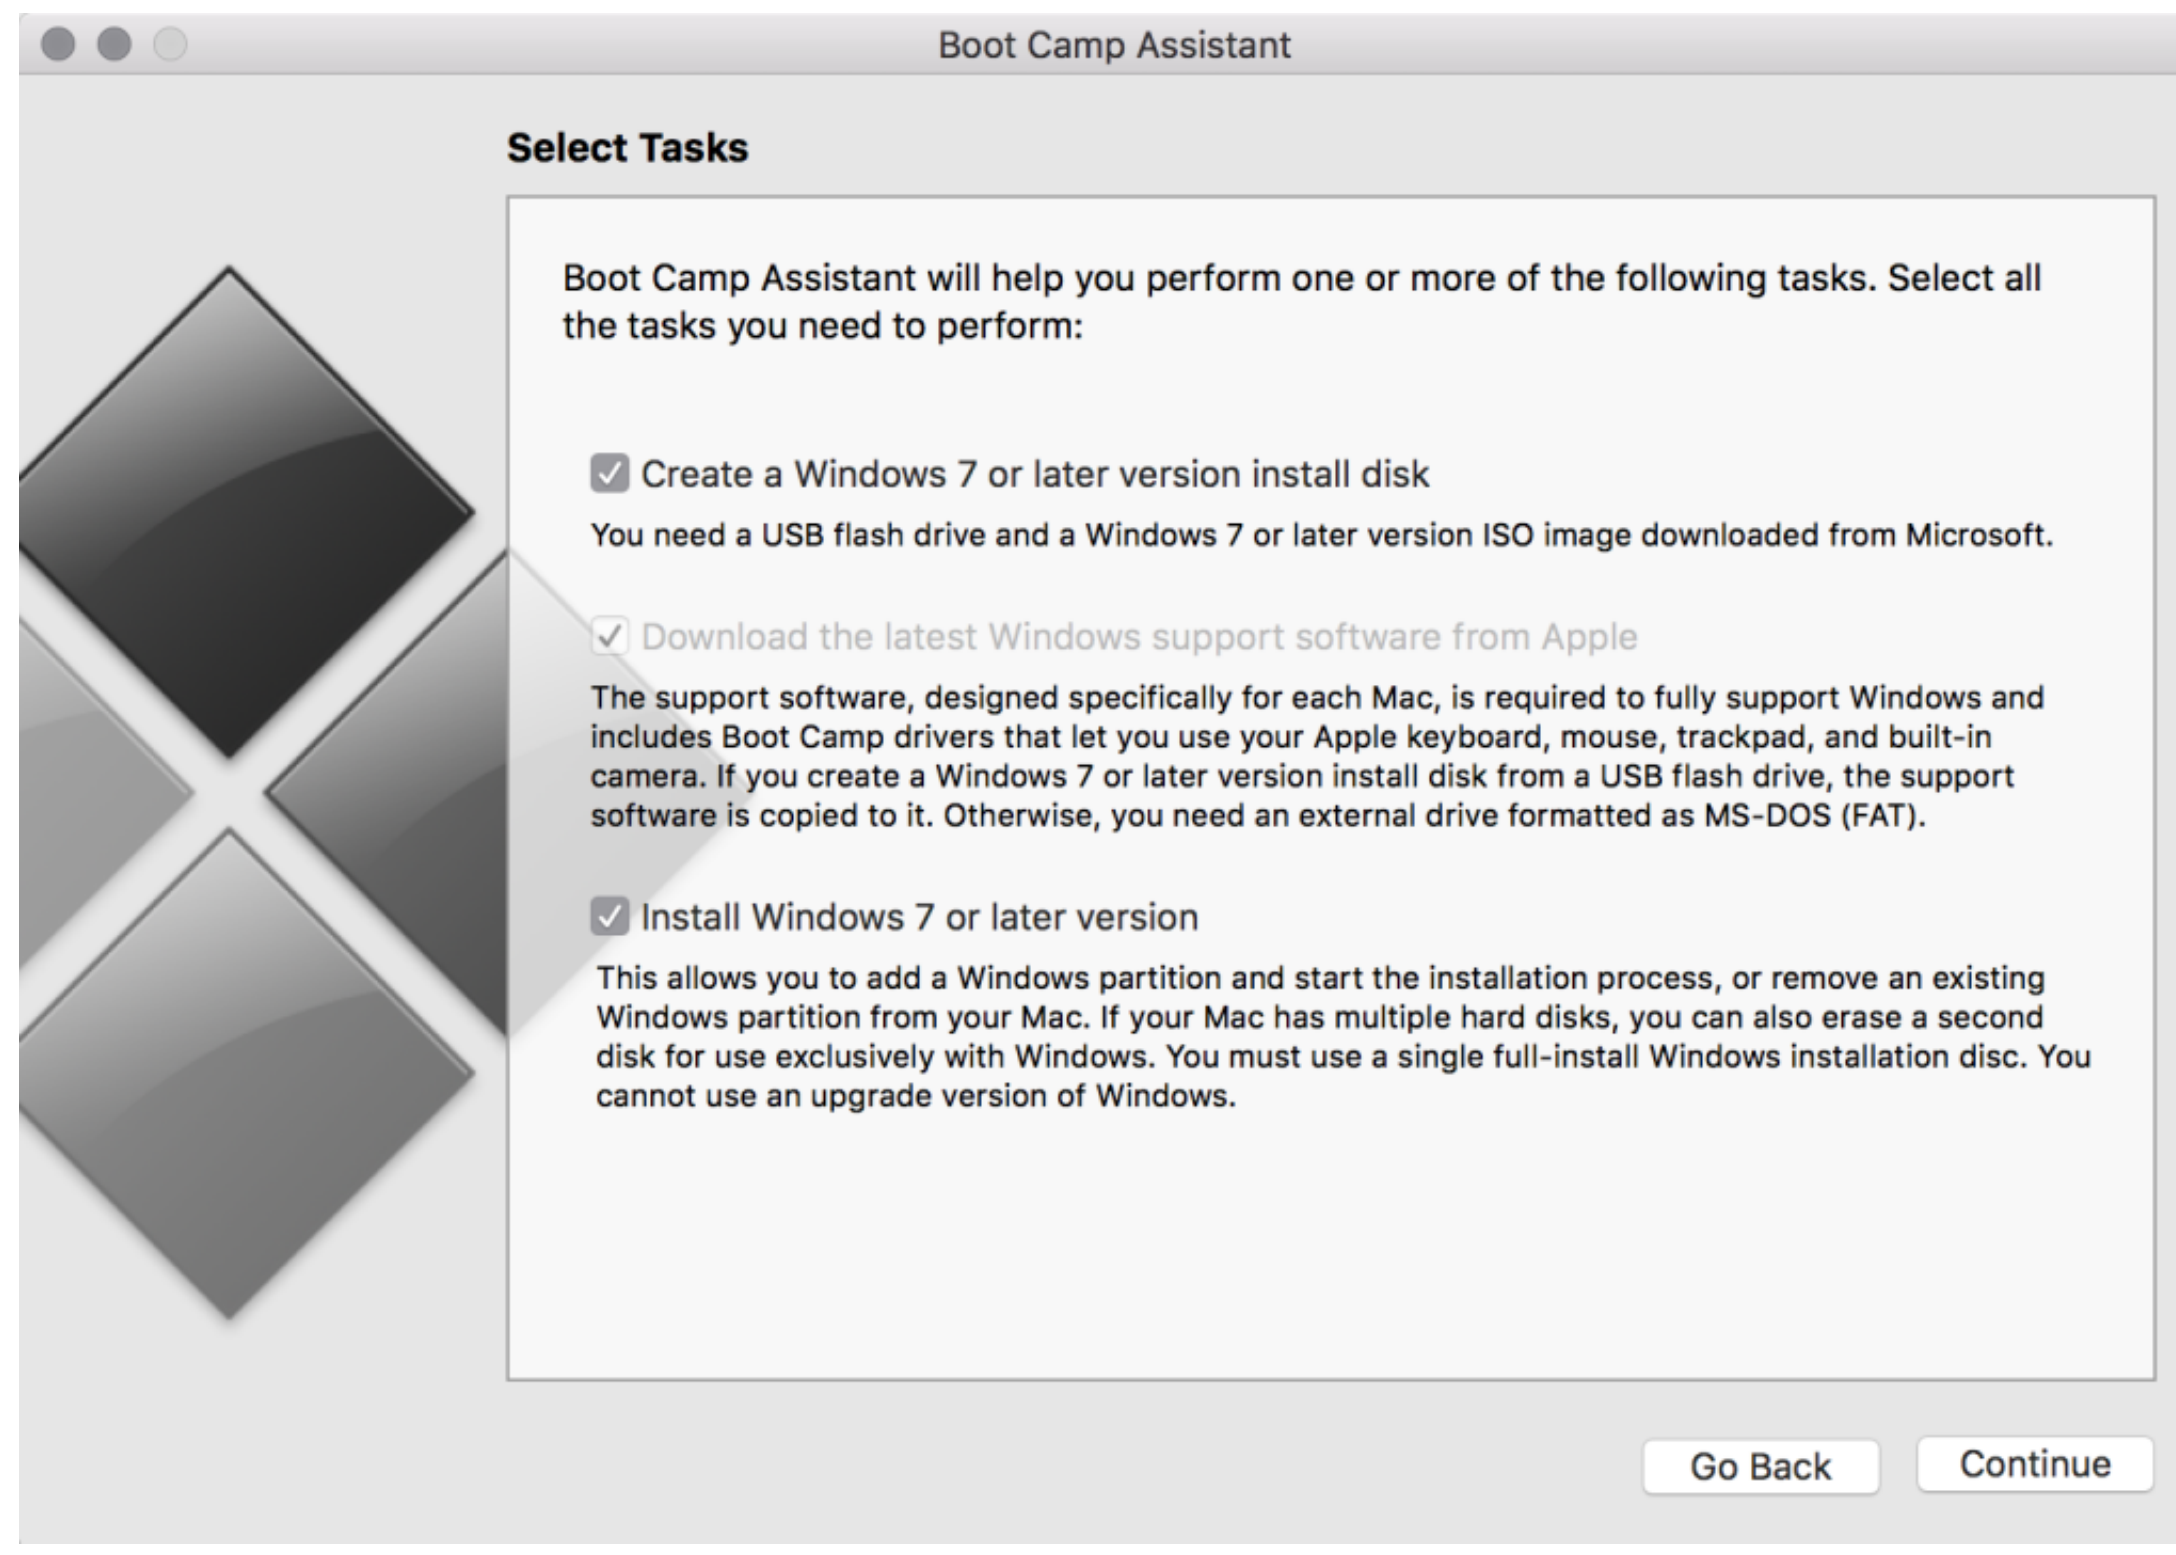 Boot Camp Assistant
Select Tasks
Boot Camp Assistant will help you perform one or more of the following tasks. Select all
the tasks you need to perform:
Create a Windows 7 or later version install disk
You need a USB flash drive and a Windows 7 or later version ISO image downloaded from Microsoft.
Download the latest Windows support software from Apple
The support software, designed specifically for each Mac, is required to fully support Windows and
includes Boot Camp drivers that let you use your Apple keyboard, mouse, trackpad, and built-in
camera. If you create a Windows 7 or later version install disk from a USB flash drive, the support
software is copied to it. Otherwise, you need an external drive formatted as MS-DOS (FAT).
Install Windows 7 or later version
This allows you to add a Windows partition and start the installation process, or remove an existing
Windows partition from your Mac. If your Mac has multiple hard disks, you can also erase a second
disk for use exclusively with Windows. You must use a single full-install Windows installation disc. You
cannot use an upgrade version of Windows.
Go Back
Continue